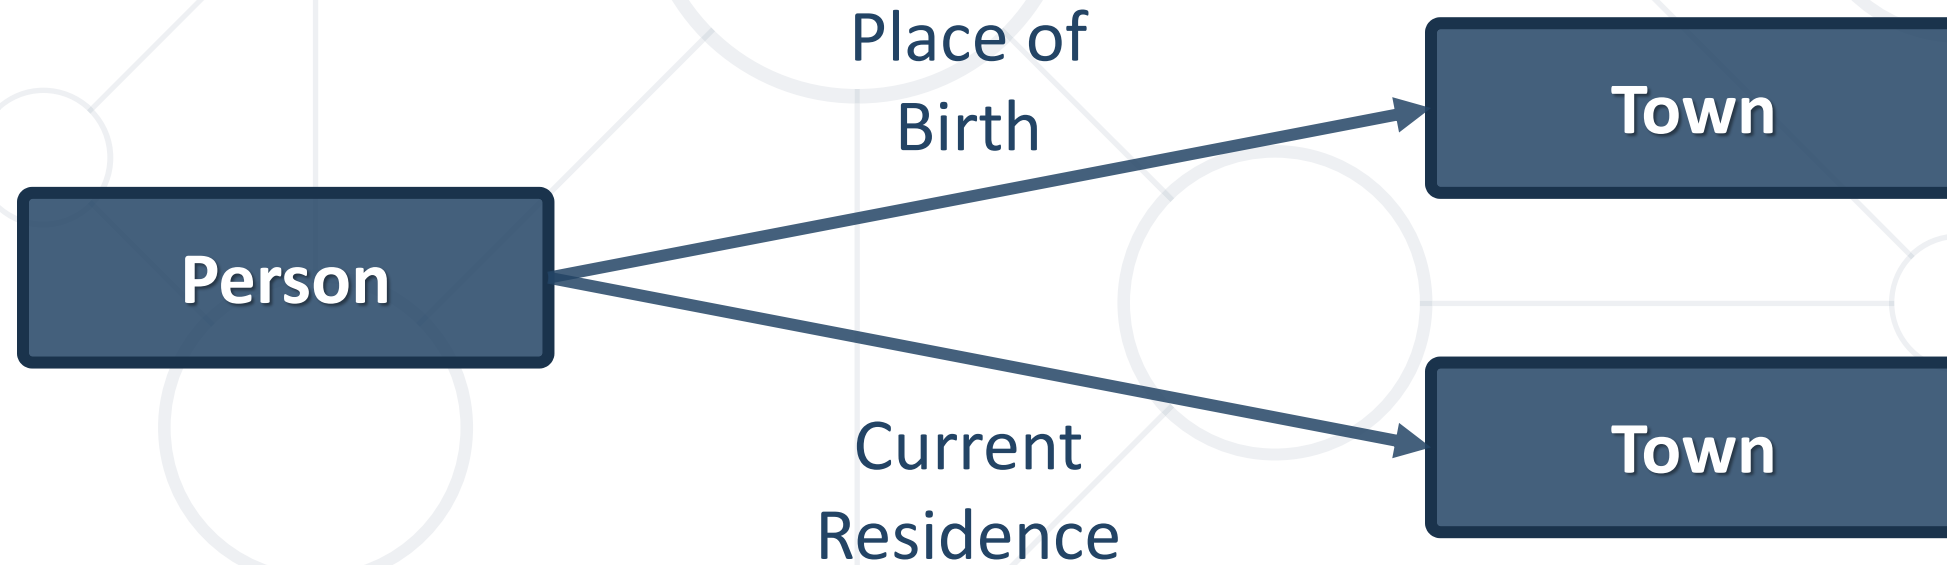 Place of
Birth
Town
Person
Current
Residence
Town